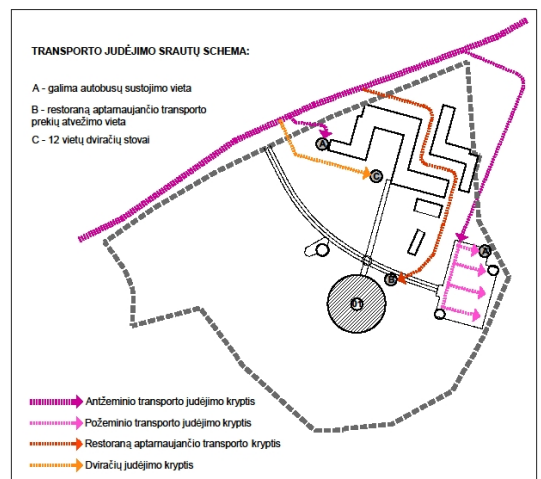 TRANSPORTO JUDĖJIMO SRAUTŲ SCHEMA:
A - galima autobusų sustojimo vieta
B - restoraną aptarnaujančio transporto
prekių atvežimo vieta
C - 12 vietų dviračių stovai
A
C
A
B
01
Antžeminio transporto judėjimo kryptis
Požeminio transporto judėjimo kryptis
Restoraną aptarnaujančio transporto kryptis
Dviračių judėjimo kryptis